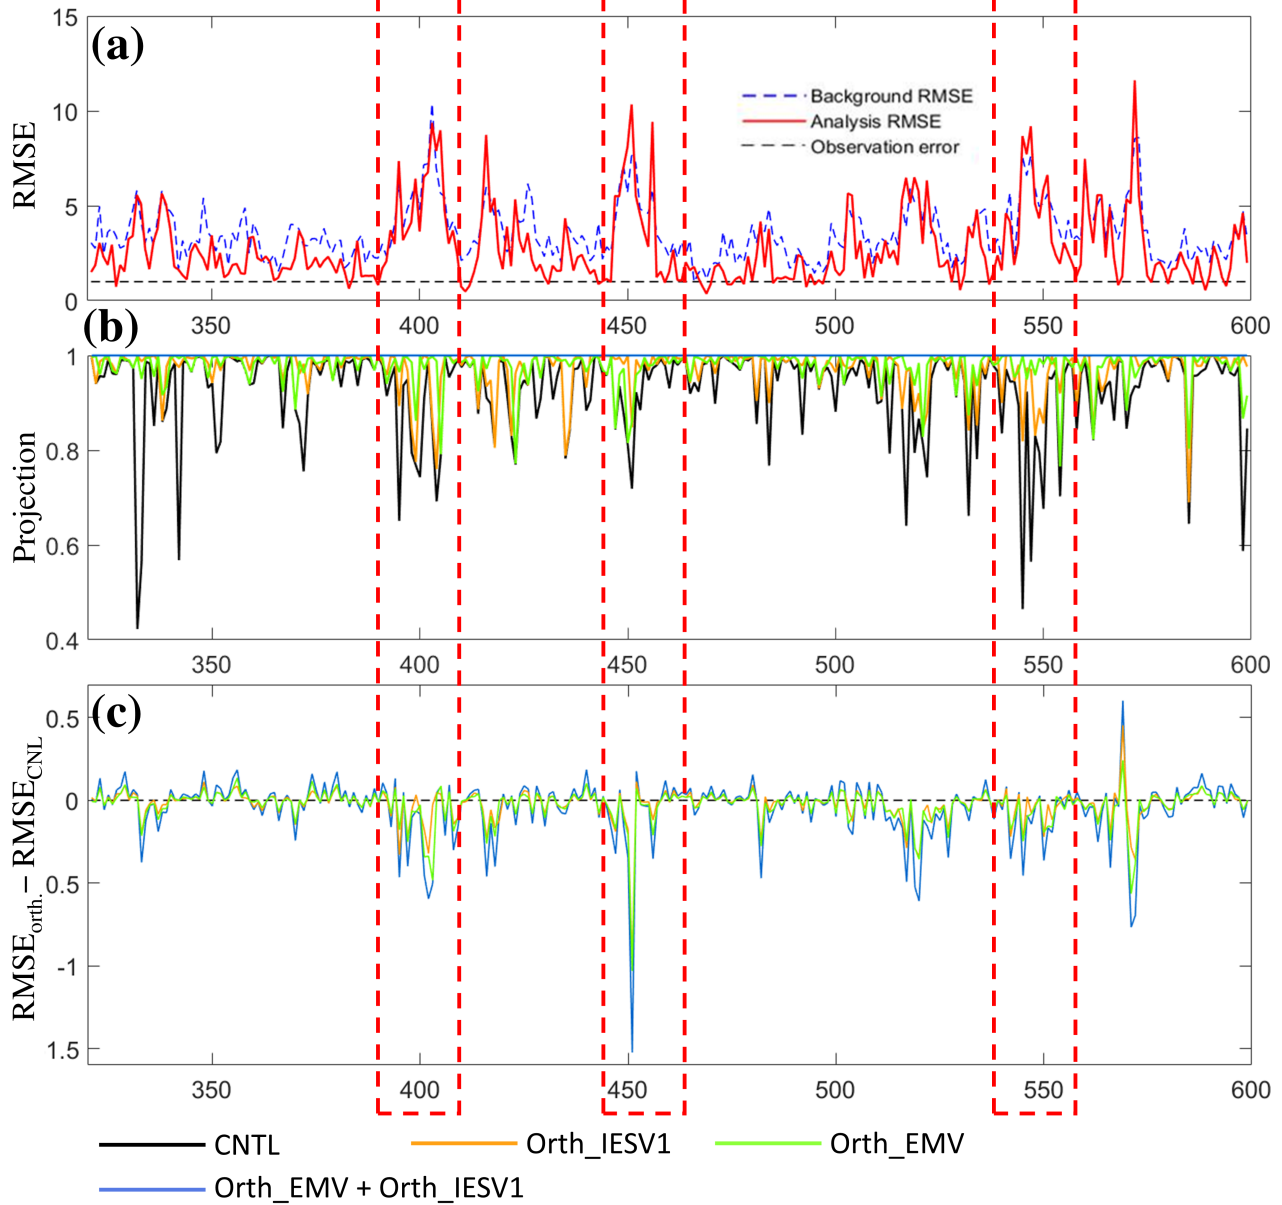 (a)
15
10
5
0
RMSE
Background RMSE
Analysis RMSE
Observation error
350 400 450 500 550 600
(b)
1
0.8
0.6
0.4
Projection
350 400 450 500 550 600
(c)
0.5
0
0.5
-1
1.5
RMSEorth.− RMSECNL
350 400 450 500 550 600
CNTL Orth_IESV1 Orth_EMV
Orth_EMV + Orth_IESV1